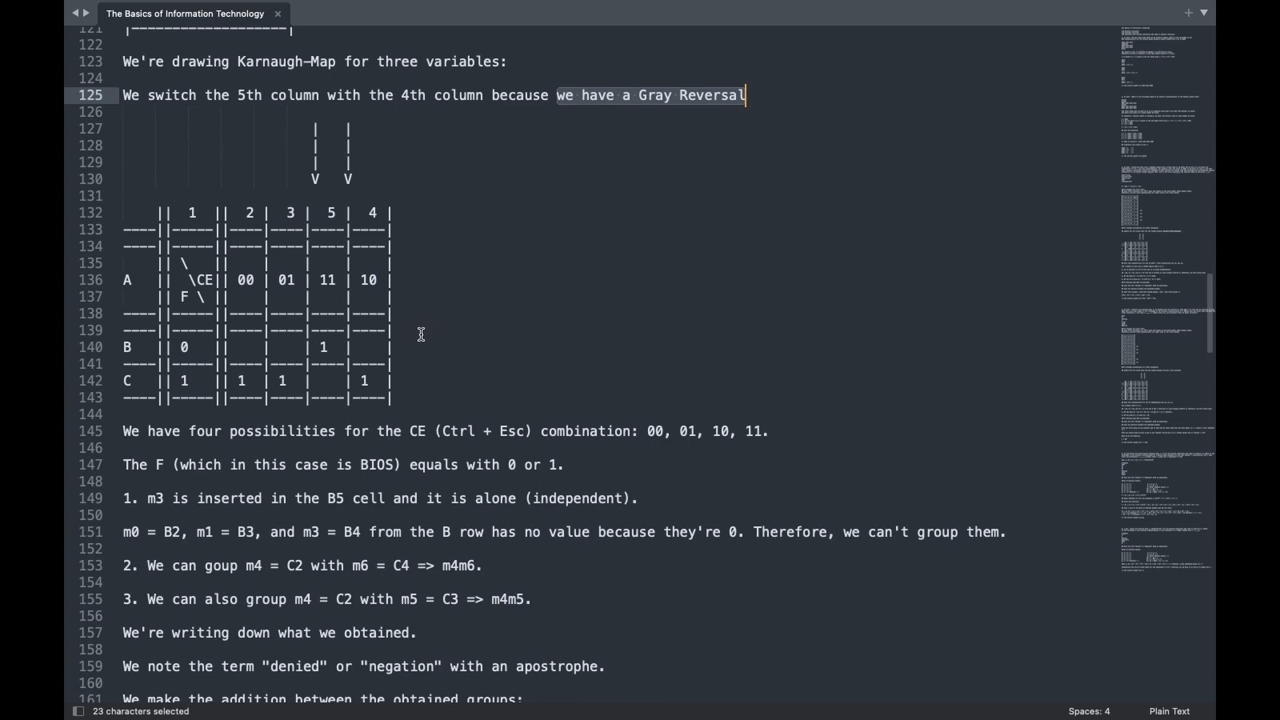 The Basics of Information Technology ×
121 |-------------------|
122
123 We're drawing Karnaugh-Map for three variables:
124
125 We switch the 5th column with the 4th column because we have a Gray Reversal
126
127 |   |
128 |   |
129 |   |
130 V   V
131
132 ||  1  || 2 | 3 | 5 | 4 |
133 ----||-----||----|----|----|----|
134 ----||-----||----|----|----|----|
135 || \ || | | | |
136 A || \CE|| 00 | 01 | 11 | 10 |
137 || F \ || | | | |
138 ----||-----||----|----|----|----|
139 ----||-----||----|----|----|----|
140 B || 0 || | | 1 | |
141 ----||-----||----|----|----|----|
142 C || 1 || 1 | 1 | | 1 |
143 ----||-----||----|----|----|----|
144
145 We have four possibilities for the CE = CPU + Eset combination: 00, 01, 10, 11.
146
147 The F (which in this case is BIOS) equals with 0 or 1.
148
149 1. m3 is inserted in the B5 cell and it is alone (independent).
150
151 m0 = B2, m1 = B3, and m3 = B4 from the there is no value because they're 0. Therefore, we can't group them.
152
153 2. We can goup m4 = C2 with m6 = C4 => m4m6.
154
155 3. We can also group m4 = C2 with m5 = C3 => m4m5.
156
157 We're writing down what we obtained.
158
159 We note the term "denied" or "negation" with an apostrophe.
160
161 We make the addition between the obtained groups:
23 characters selected
Spaces: 4
Plain Text